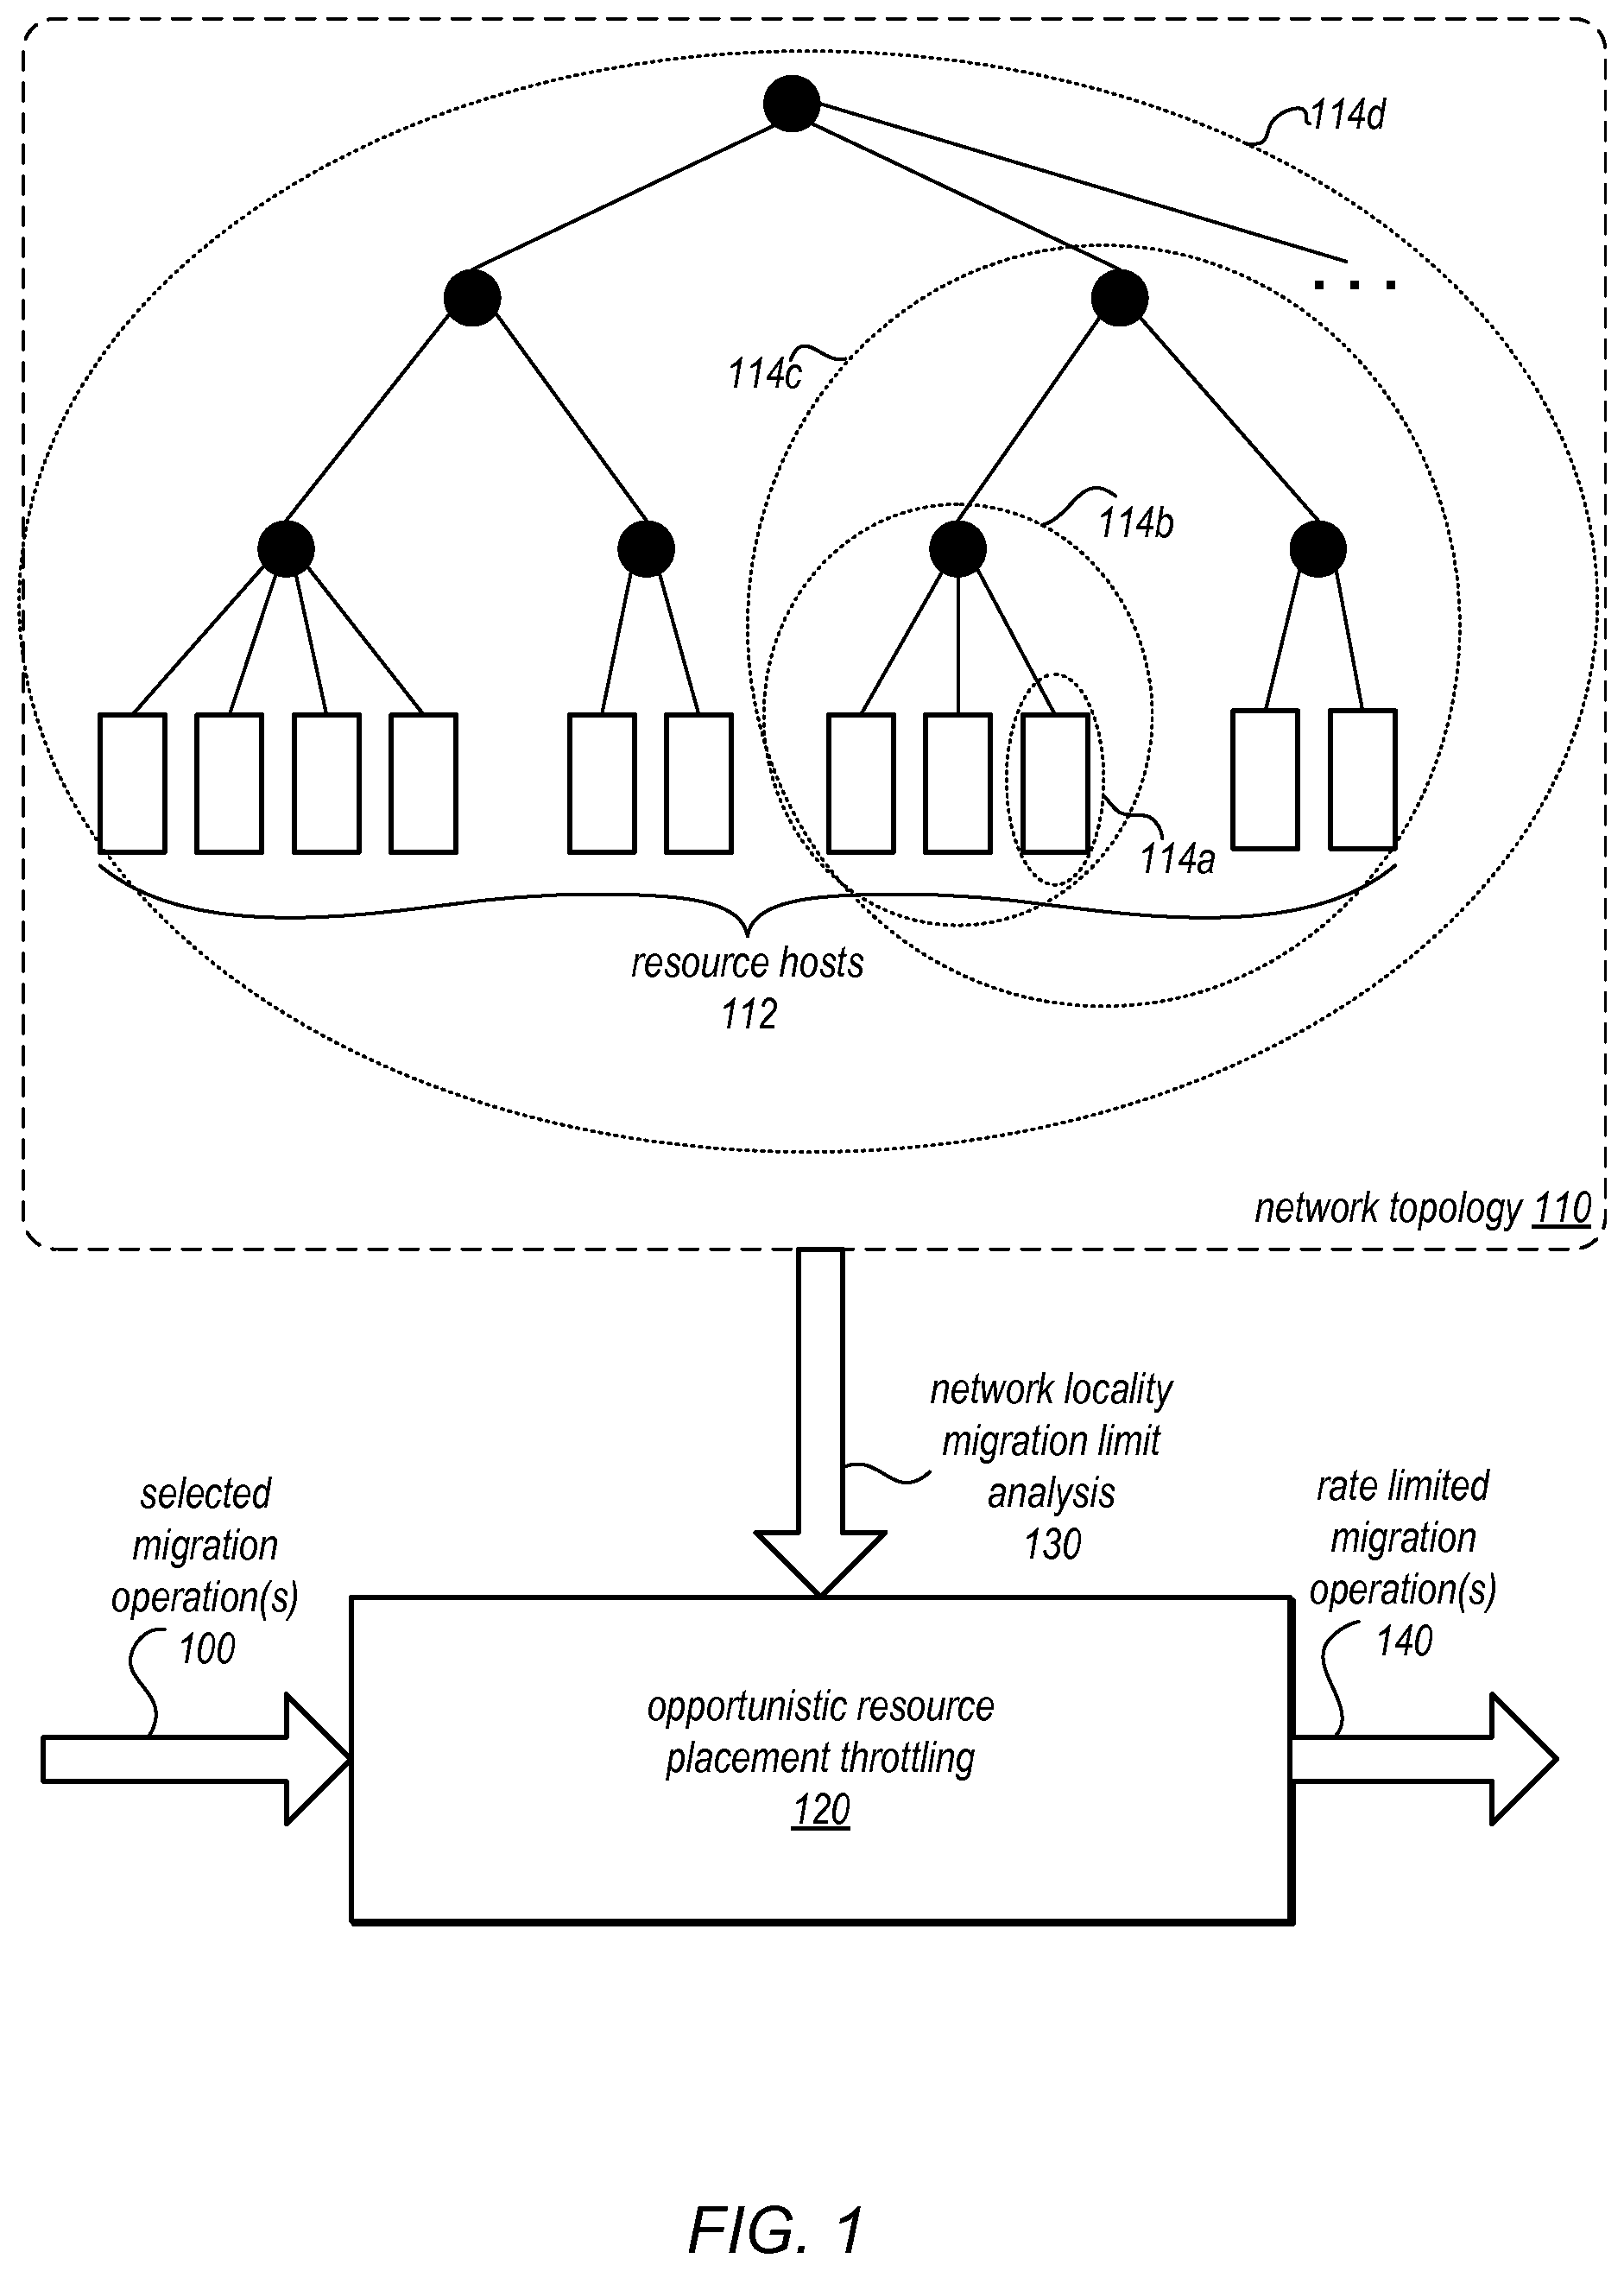 114d
. . .
114c
114b
114a
resource hosts
112
network topology 110
network locality
migration limit
analysis
130
selected
migration
operation(s)
100
rate limited
migration
operation(s)
140
opportunistic resource
placement throttling
120
FIG. 1